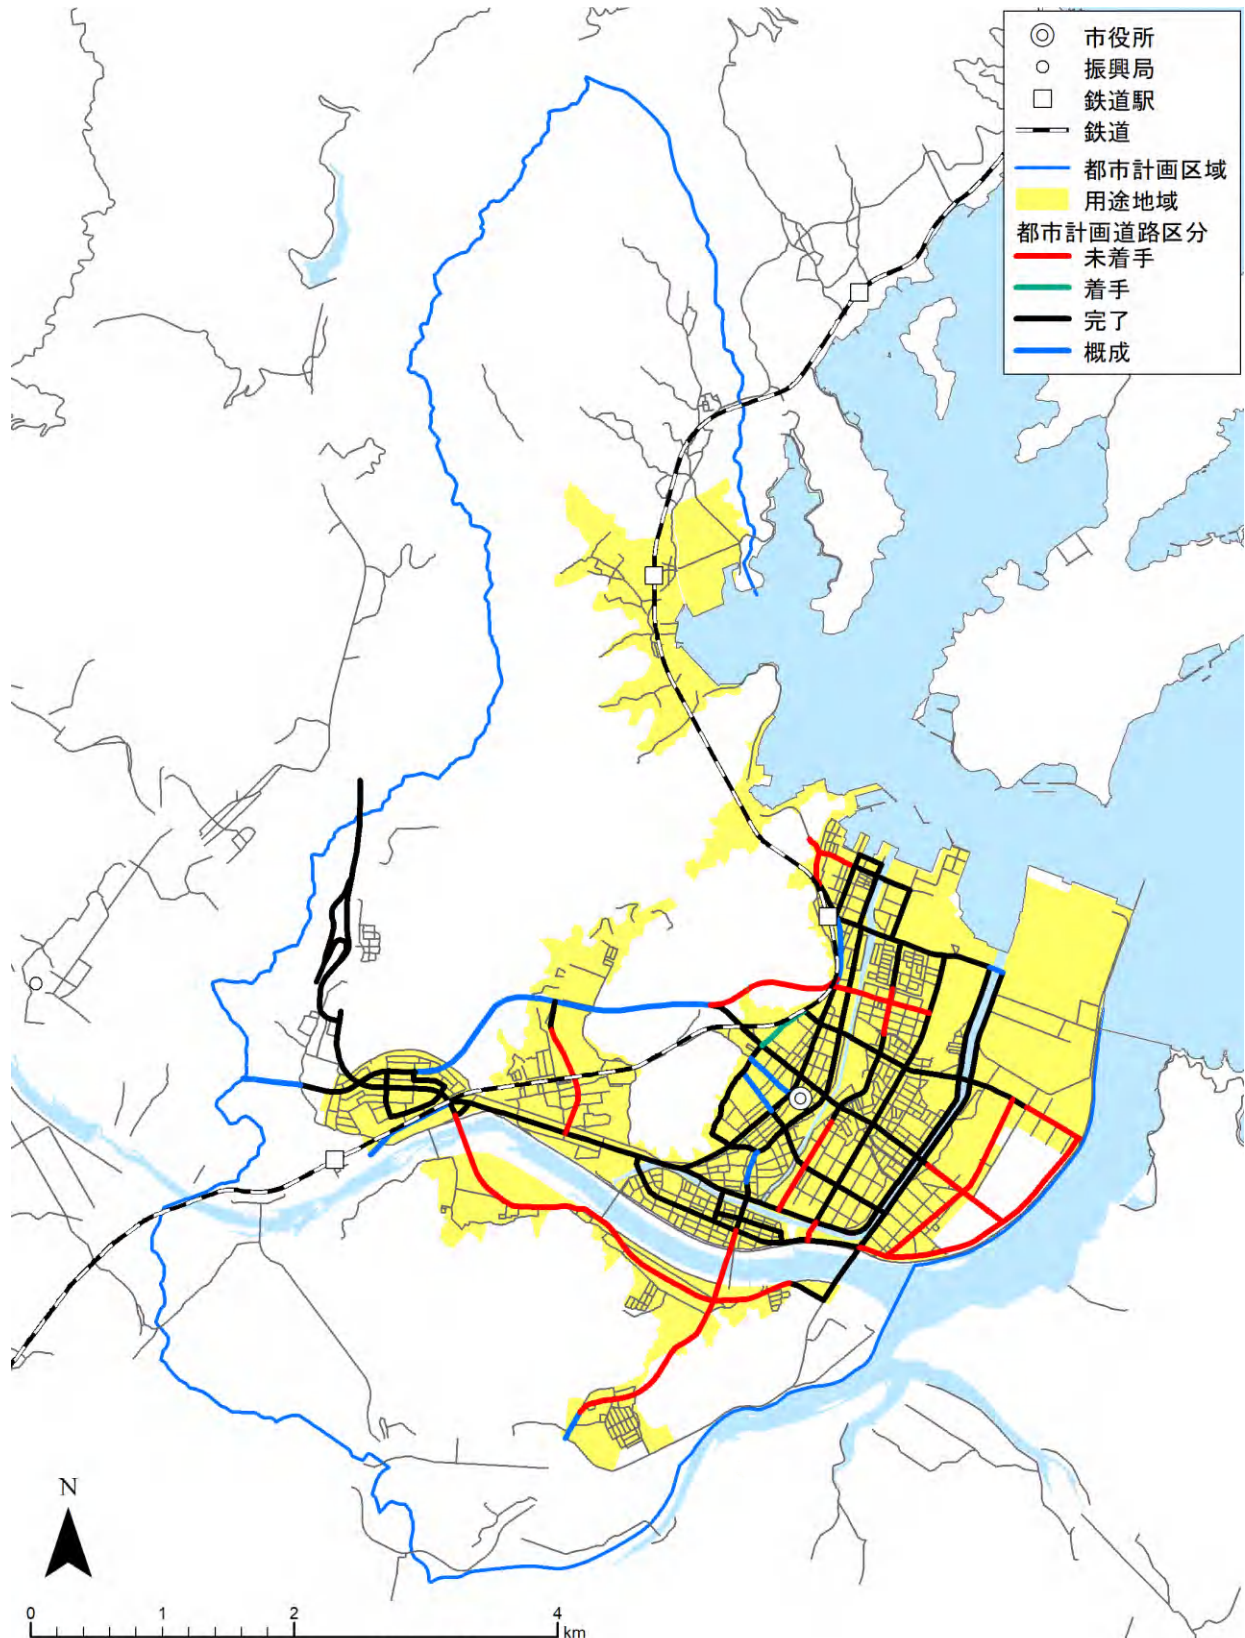 市役所
振興局
鉄道駅
鉄道
都市計画区域
用途地域
都市計画道路区分
未着手
着手
完了
概成
N
0 1 2 4
km